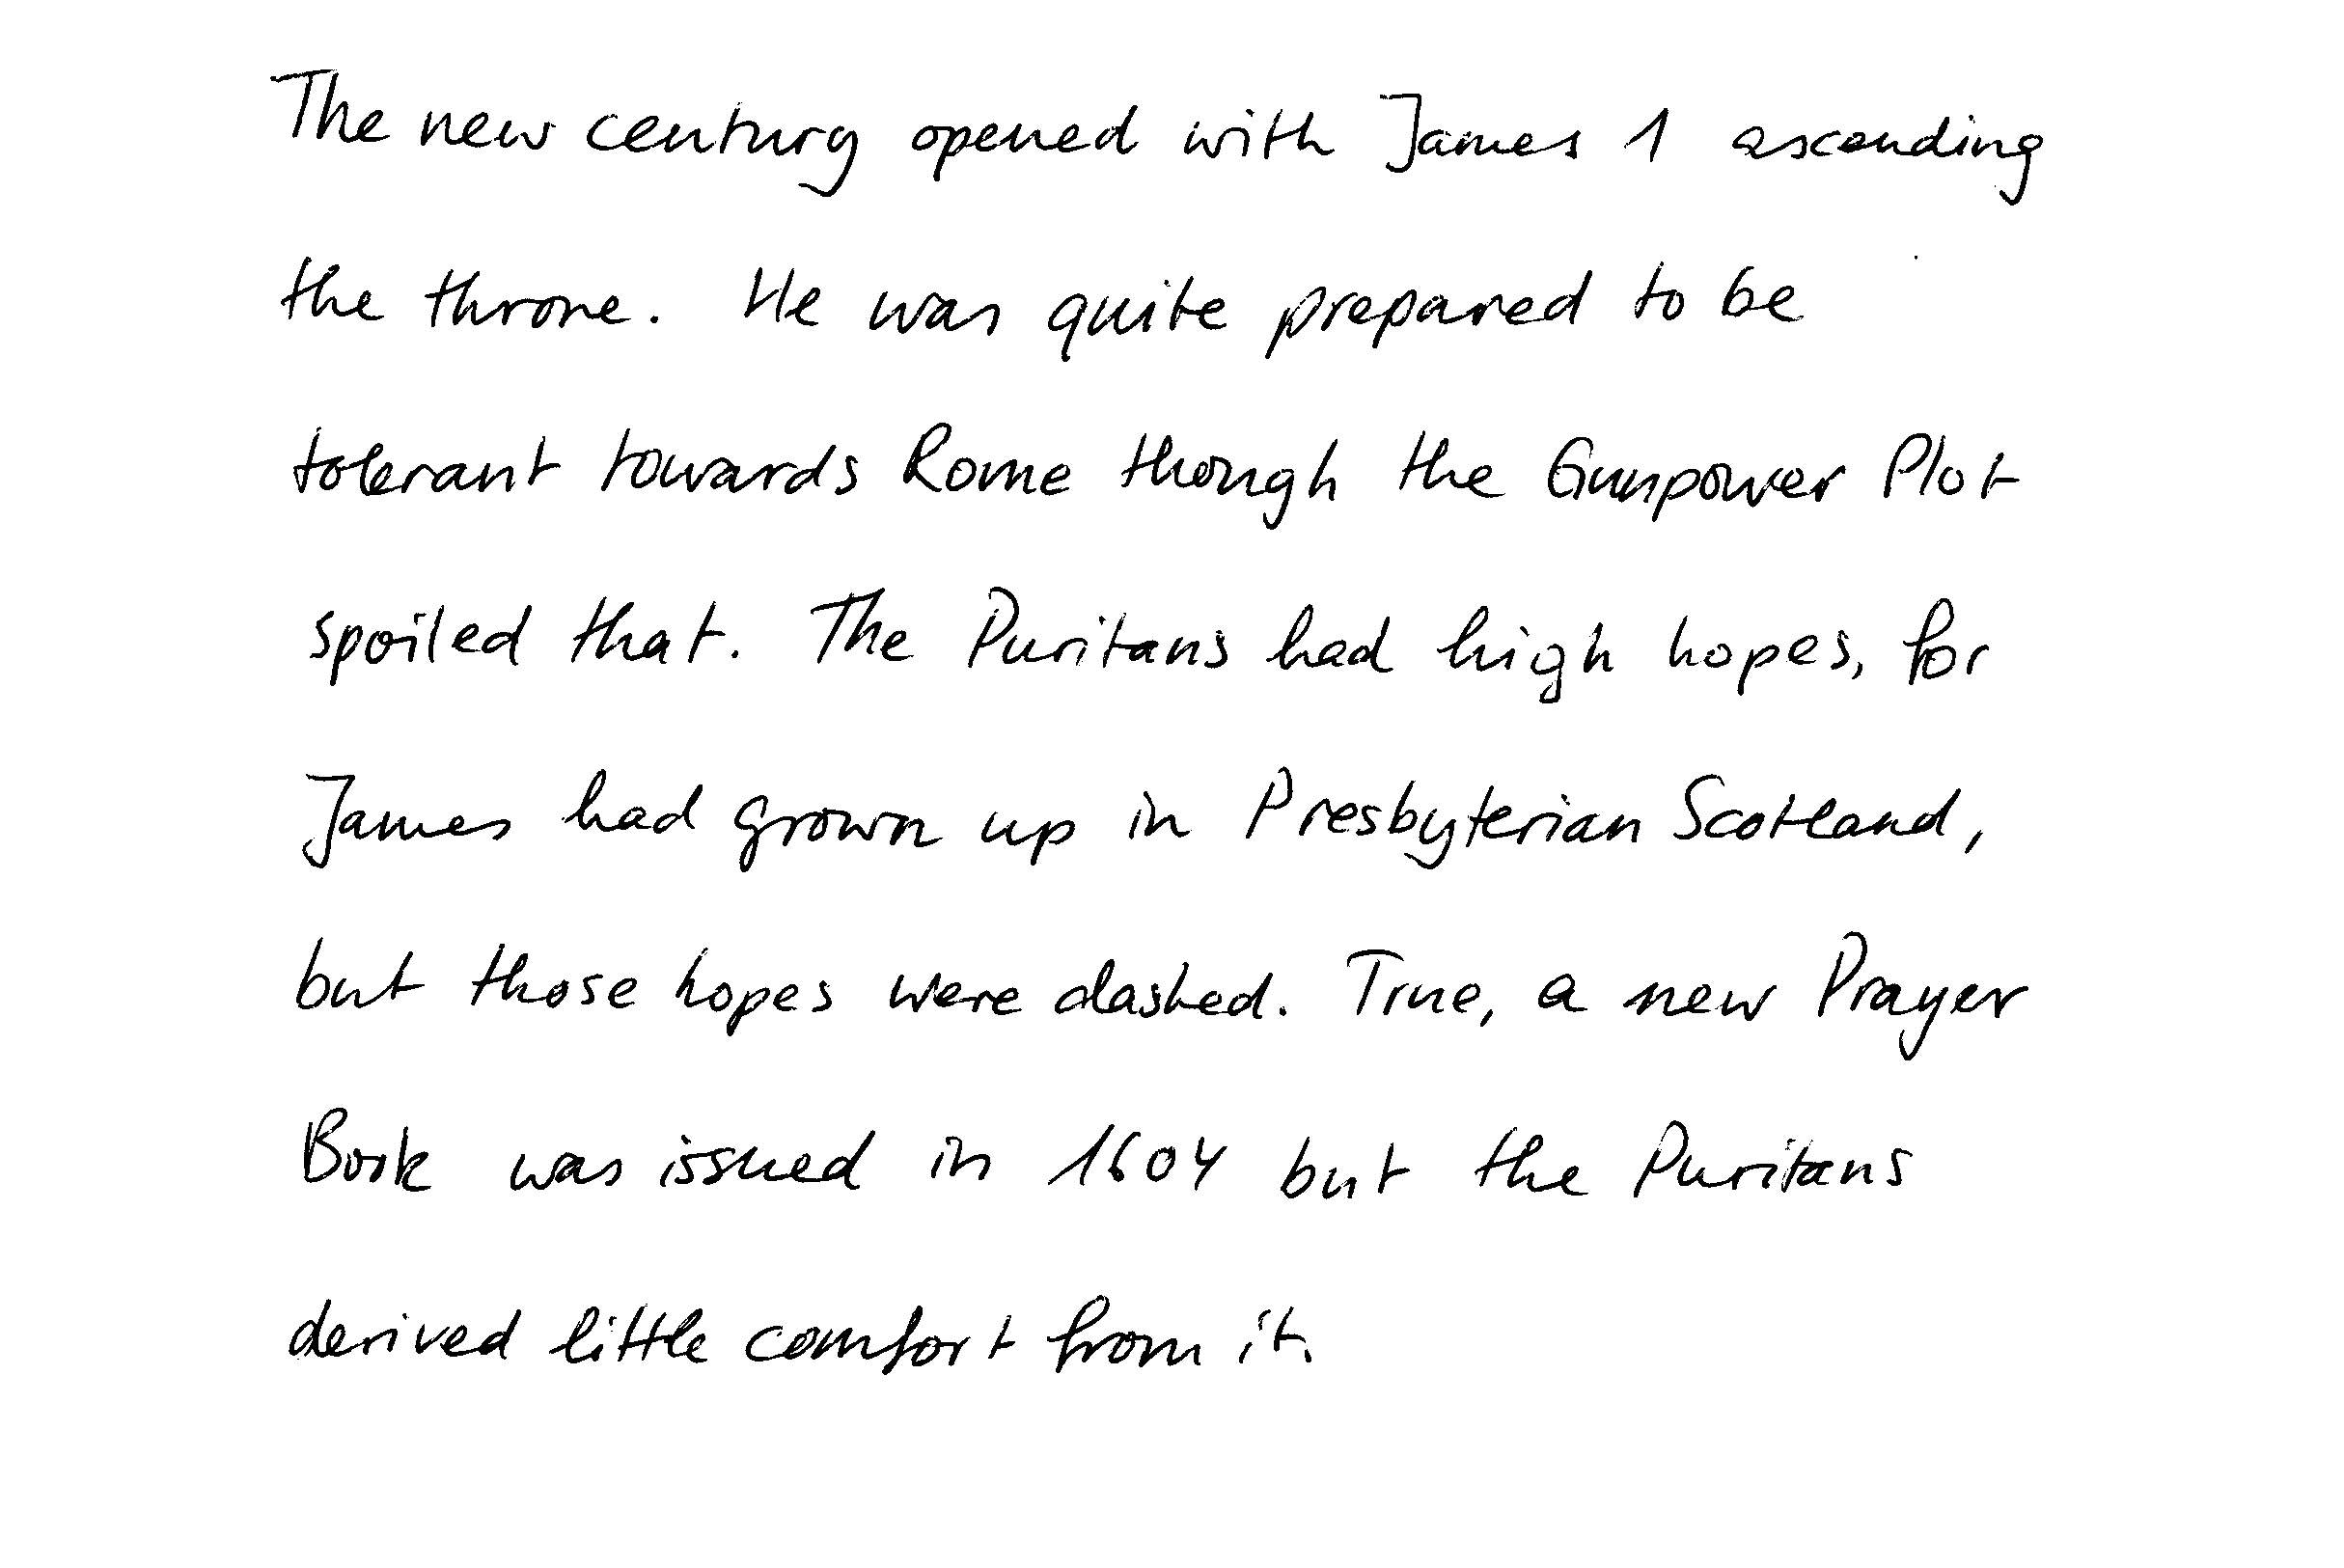 The new century opened with James 1 ascending
the throne. He was quite prepared to be
tolerant towards Rome though the Gunpower Plot
spoiled that. The Puritans had high hopes, for
James had grown up in Presbyterian Scotland,
but those hopes were dashed. True, a new Prayer
Book was issued in 1604 but the Puritans
derived little comfort from it.